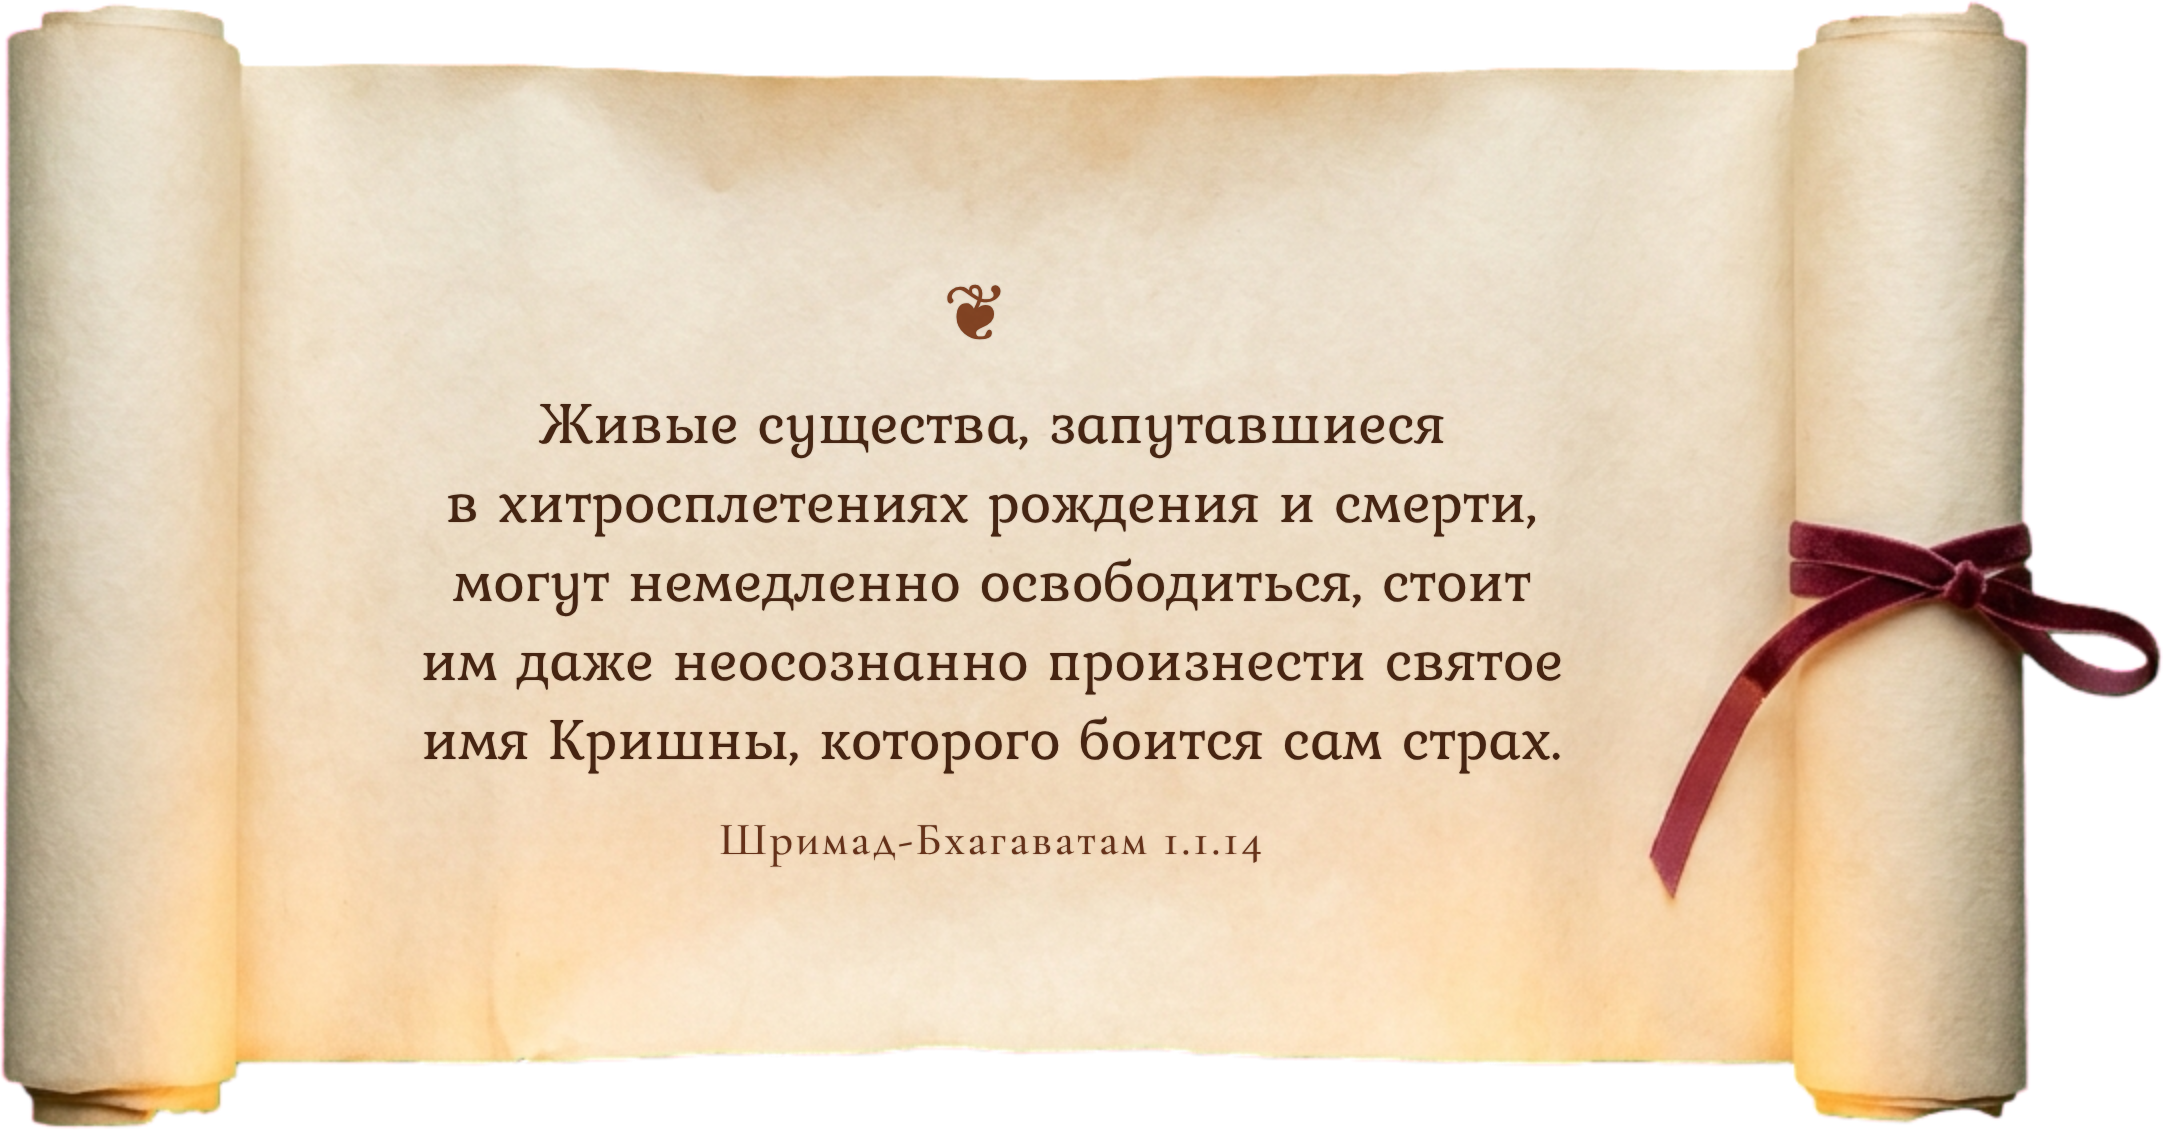 Живые существа, запутавшиеся
в хитросплетениях рождения и смерти,
могут немедленно освободиться, стоит
им даже неосознанно произнести святое
имя Кришны, которого боится сам страх.
Шримад-Бхагаватам 1.1.14